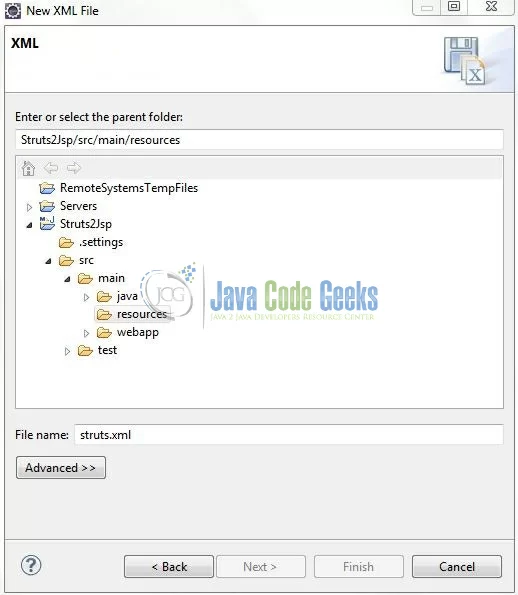 New XML File
XML
X
Enter or select the parent folder:
Struts2Jsp/src/main/resources
RemoteSystemsTempFiles
Servers
Struts2Jsp
.settings
src
main
java
resources
webapp
test
JCG
Java Code Geeks
JAVA 2 JAVA DEVELOPERS RESOURCE CENTER
File name: struts.xml
Advanced >>
? < Back Next > Finish Cancel